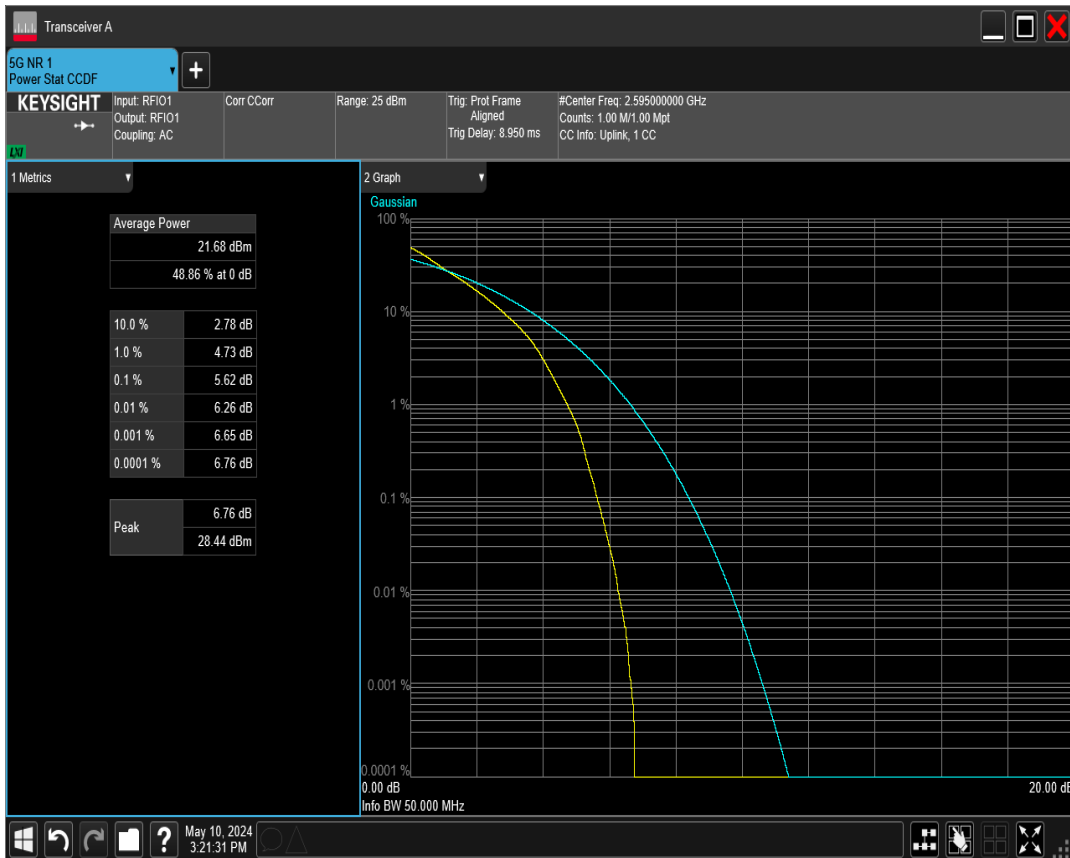 Transceiver A
5G NR 1
Power Stat CCDF
+
KEYSIGHT
LXI
Input: RFIO1
Output: RFIO1
Coupling: AC
Corr CCorr
Range: 25 dBm
Trig: Prot Frame
Aligned
Trig Delay: 8.950 ms
#Center Freq: 2.595000000 GHz
Counts: 1.00 M/1.00 Mpt
CC Info: Uplink, 1 CC
1 Metrics
Average Power
21.68 dBm
48.86 % at 0 dB
10.0 % 2.78 dB
1.0 % 4.73 dB
0.1 % 5.62 dB
0.01 % 6.26 dB
0.001 % 6.65 dB
0.0001 % 6.76 dB
Peak 6.76 dB
28.44 dBm
2 Graph
Gaussian
100 %
10 %
1 %
0.1 %
0.01 %
0.001 %
0.0001 %
0.00 dB 20.00 dB
Info BW 50.000 MHz
?
May 10, 2024
3:21:31 PM